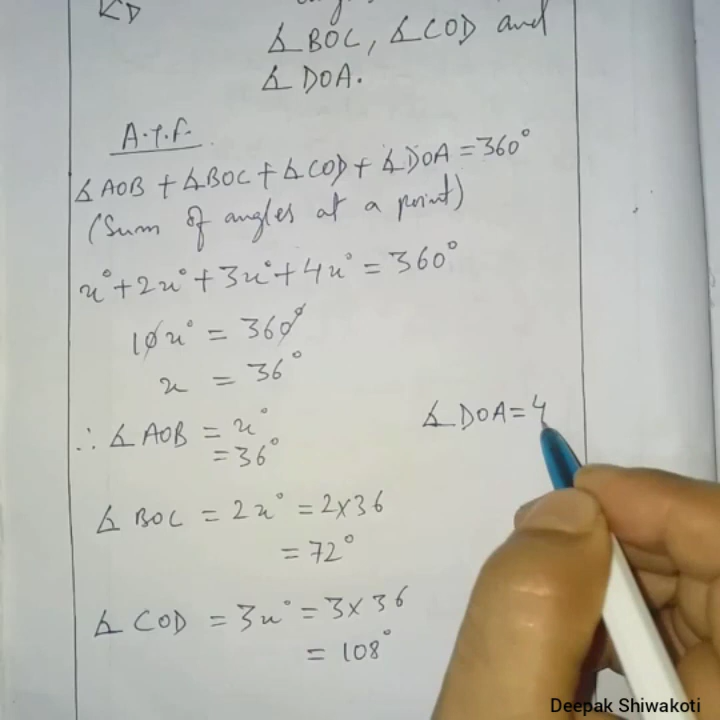 ∡BOC, ∡COD and
∡DOA.
A.T.F.
∡AOB + ∡BOC + ∡COD + ∡DOA = 360°
(Sum of angles at a point)
x° + 2x° + 3x° + 4x° = 360°
10x° = 360°
x = 36°
∴ ∡AOB = x°
= 36°
∡DOA = 4
∡BOC = 2x° = 2×36
= 72°
∡COD = 3x° = 3×36
= 108°
Deepak Shiwakoti